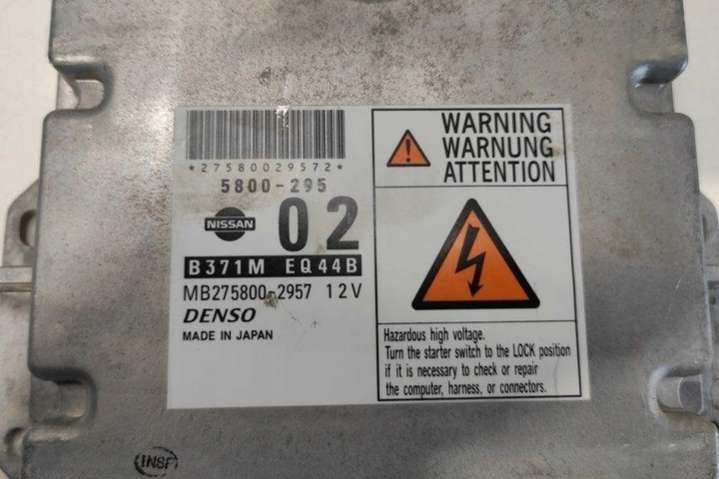 *27580029572*
5800-295
NISSAN
02
B371M EQ44B
MB275800-2957 12V
DENSO
MADE IN JAPAN
WARNING
WARNUNG
ATTENTION
Hazardous high voltage.
Turn the starter switch to the LOCK position
if it is necessary to check or repair
the computer, harness, or connectors.
INSP